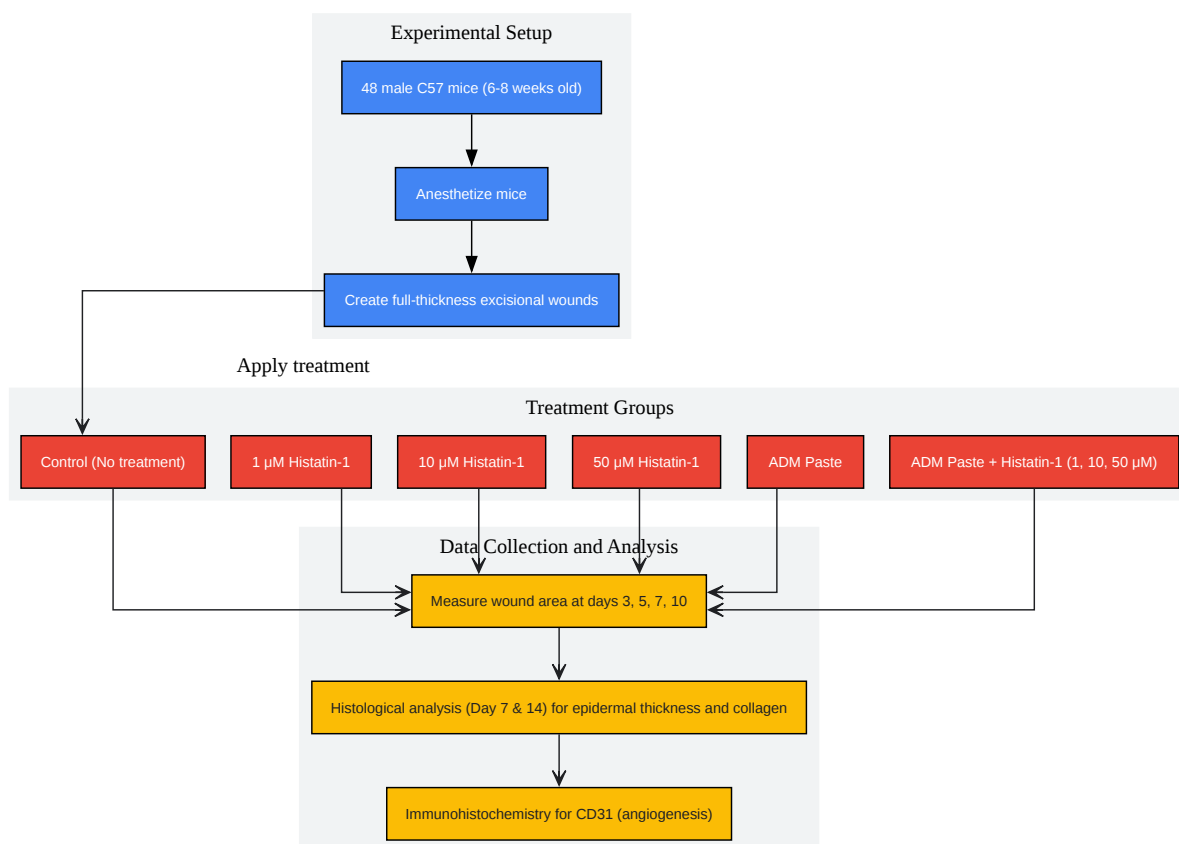 Experimental Setup
48 male C57 mice (6-8 weeks old)
Anesthetize mice
Create full-thickness excisional wounds
Apply treatment
Treatment Groups
Control (No treatment)
1 μM Histatin-1
10 μM Histatin-1
50 μM Histatin-1
ADM Paste
ADM Paste + Histatin-1 (1, 10, 50 μM)
Data Collection and Analysis
Measure wound area at days 3, 5, 7, 10
Histological analysis (Day 7 & 14) for epidermal thickness and collagen
Immunohistochemistry for CD31 (angiogenesis)